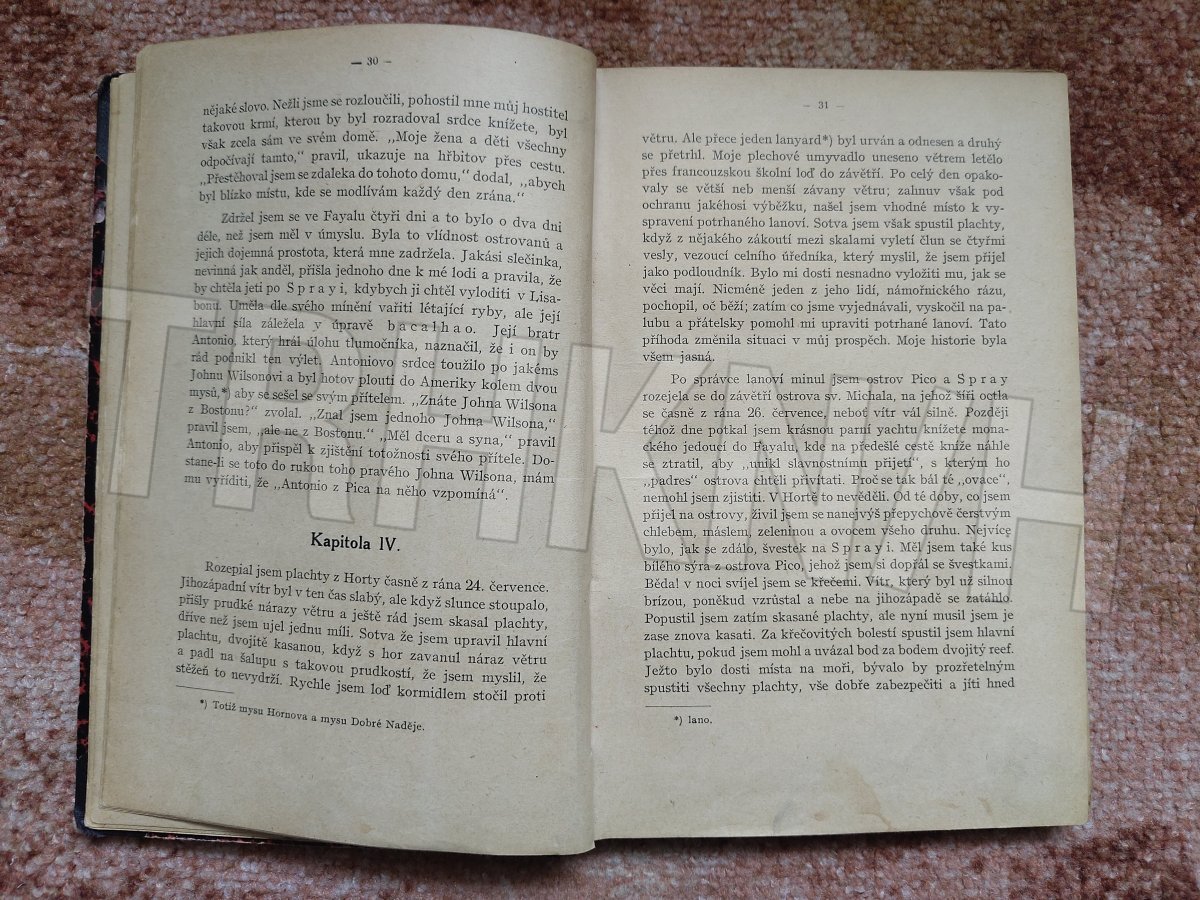 — 30 —
nějaké slovo. Nežli jsme se rozloučili, pohostil mne můj hostitel
takovou krmí, kterou by byl rozradoval srdce knížete, byl
však zcela sám ve svém domě. „Moje žena a děti všechny
odpočívají tamto,“ pravil, ukazuje na hřbitov přes cestu.
„Přestěhoval jsem se zdaleka do tohoto domu,“ dodal, „abych
byl blízko místu, kde se modlívám každý den zrána.“
Zdržel jsem se ve Fayalu čtyři dni a to bylo o dva dni
déle, než jsem měl v úmyslu. Byla to vlídnost ostrovanů a
jejich dojemná prostota, která mne zadržela. Jakási slečinka,
nevinná jak anděl, přišla jednoho dne k mé lodi a pravila, že
by chtěla jeti po Sprayi, kdybych ji chtěl vyloditi v Lisa-
bonu. Uměla dle svého mínění vařiti létající ryby, ale její
hlavní síla záležela v úpravě bacalhao. Její bratr
Antonio, který hrál úlohu tlumočníka, naznačil, že i on by
rád podnikl ten výlet. Antoniovo srdce toužilo po jakéms
Johnu Wilsonovi a byl hotov plouti do Ameriky kolem dvou
mysů,*) aby se sešel se svým přítelem. „Znáte Johna Wilsona
z Bostonu?“ zvolal. „Znal jsem jednoho Johna Wilsona,“
pravil jsem, „ale ne z Bostonu.“ „Měl dceru a syna,“ pravil
Antonio, aby přispěl k zjištění totožnosti svého přítele. Do-
stane-li se toto do rukou toho pravého Johna Wilsona, mám
mu vyříditi, že „Antonio z Pica na něho vzpomíná“.
Kapitola IV.
Rozepial jsem plachty z Horty časně z rána 24. července.
Jihozápadní vítr byl v ten čas slabý, ale když slunce stoupalo,
přišly prudké nárazy větru a ještě rád jsem skasal plachty,
dříve než jsem ujel jednu míli. Sotva že jsem upravil hlavní
plachtu, dvojitě kasanou, když s hor zavanul náraz větru
a padl na šalupu s takovou prudkostí, že jsem myslil, že
stěžeň to nevydrží. Rychle jsem loď kormidlem stočil proti
*) Totiž mysu Hornova a mysu Dobré Naděje.
— 31 —
větru. Ale přece jeden lanyard*) byl urván a odnesen a druhý
se přetrhl. Moje plechové umyvadlo uneseno větrem letělo
přes francouzskou školní loď do závětří. Po celý den opako-
valy se větší neb menší závany větru; zahnuv však pod
ochranu jakéhosi výběžku, našel jsem vhodné místo k vy-
spravení potrhaného lanoví. Sotva jsem však spustil plachty,
když z nějakého zákoutí mezi skalami vyletí člun se čtyřmi
vesly, vezoucí celního úředníka, který myslil, že jsem přijel
jako podloudník. Bylo mi dosti nesnadno vyložiti mu, jak se
věci mají. Nicméně jeden z jeho lidí, námořnického rázu,
pochopil, oč běží; zatím co jsme vyjednávali, vyskočil na pa-
lubu a přátelsky pomohl mi upraviti potrhané lanoví. Tato
příhoda změnila situaci v můj prospěch. Moje historie byla
všem jasná.
Po správce lanoví minul jsem ostrov Pico a Spray
rozejela se do závětří ostrova sv. Michala, na jehož šíři octla
se časně z rána 26. července, neboť vítr vál silně. Později
téhož dne potkal jsem krásnou parní yachtu knížete mona-
ckého jedoucí do Fayalu, kde na předešlé cestě kníže náhle
se ztratil, aby „unikl slavnostnímu přijetí“, s kterým ho
„padres“ ostrova chtěli přivítati. Proč se tak bál té „ovace“,
nemohl jsem zjistiti. V Hortě to nevěděli. Od té doby, co jsem
přijel na ostrovy, živil jsem se nanejvýš přepychově čerstvým
chlebem, máslem, zeleninou a ovocem všeho druhu. Nejvíce
bylo, jak se zdálo, švestek na Sprayi. Měl jsem také kus
bílého sýra z ostrova Pico, jehož jsem si dopřál se švestkami.
Běda! v noci svíjel jsem se křečemi. Vítr, který byl už silnou
brízou, poněkud vzrůstal a nebe na jihozápadě se zatáhlo.
Popustil jsem zatím skasané plachty, ale nyní musil jsem je
zase znova kasati. Za křečovitých bolestí spustil jsem hlavní
plachtu, pokud jsem mohl a uvázal bod za bodem dvojitý reef.
Ježto bylo dosti místa na moři, bývalo by prozřetelným
spustiti všechny plachty, vše dobře zabezpečiti a jíti hned
*) lano.